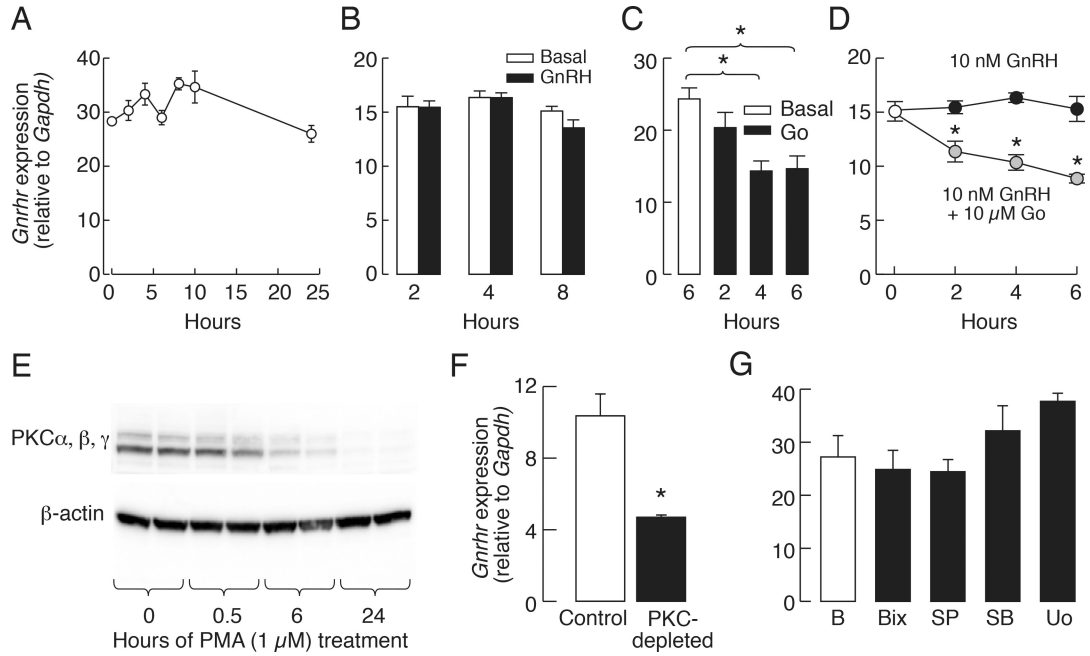 A
Gnrhr expression
(relative to Gapdh)
40
30
20
10
0
0 5 10 15 20 25
Hours
B
20
15
10
5
0
Basal
GnRH
2 4 8
Hours
C
*
*
30
20
10
0
Basal
Go
6 2 4 6
Hours
D
20
15
10
5
0
10 nM GnRH
* * *
10 nM GnRH
+ 10 µM Go
0 2 4 6
Hours
E
PKCα, β, γ
β-actin
0 0.5 6 24
Hours of PMA (1 µM) treatment
F
Gnrhr expression
(relative to Gapdh)
12
8
4
0
*
Control PKC-
depleted
G
40
30
20
10
0
B Bix SP SB Uo